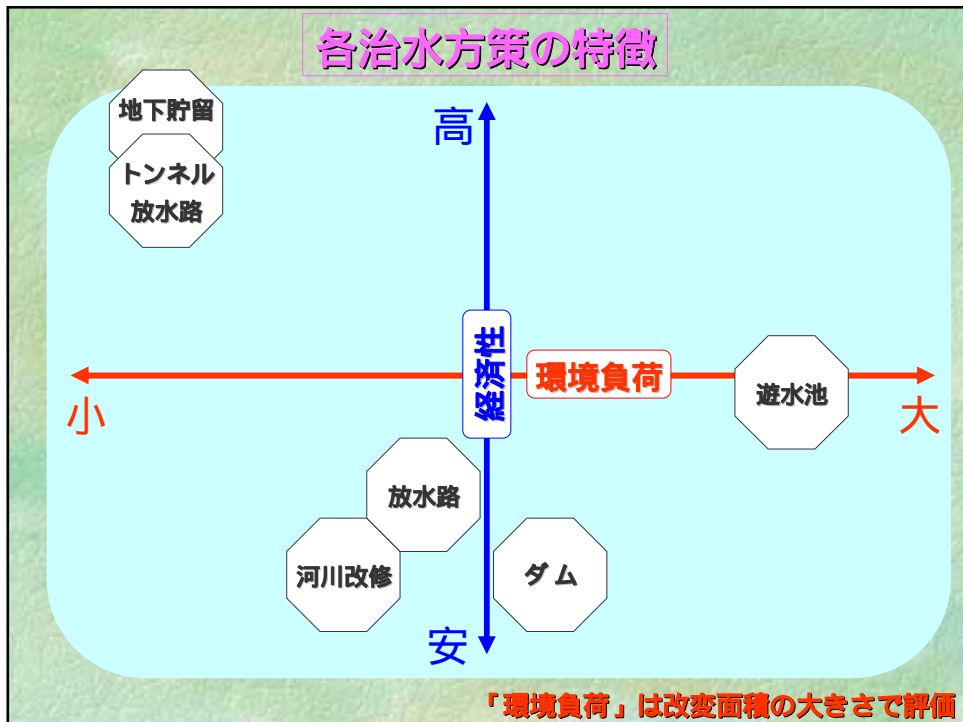 各治水方策の特徴
地下貯留
トンネル
放水路
高
経済性
環境負荷
遊水池
小
大
放水路
河川改修
ダ ム
安
「環境負荷」は改変面積の大きさで評価